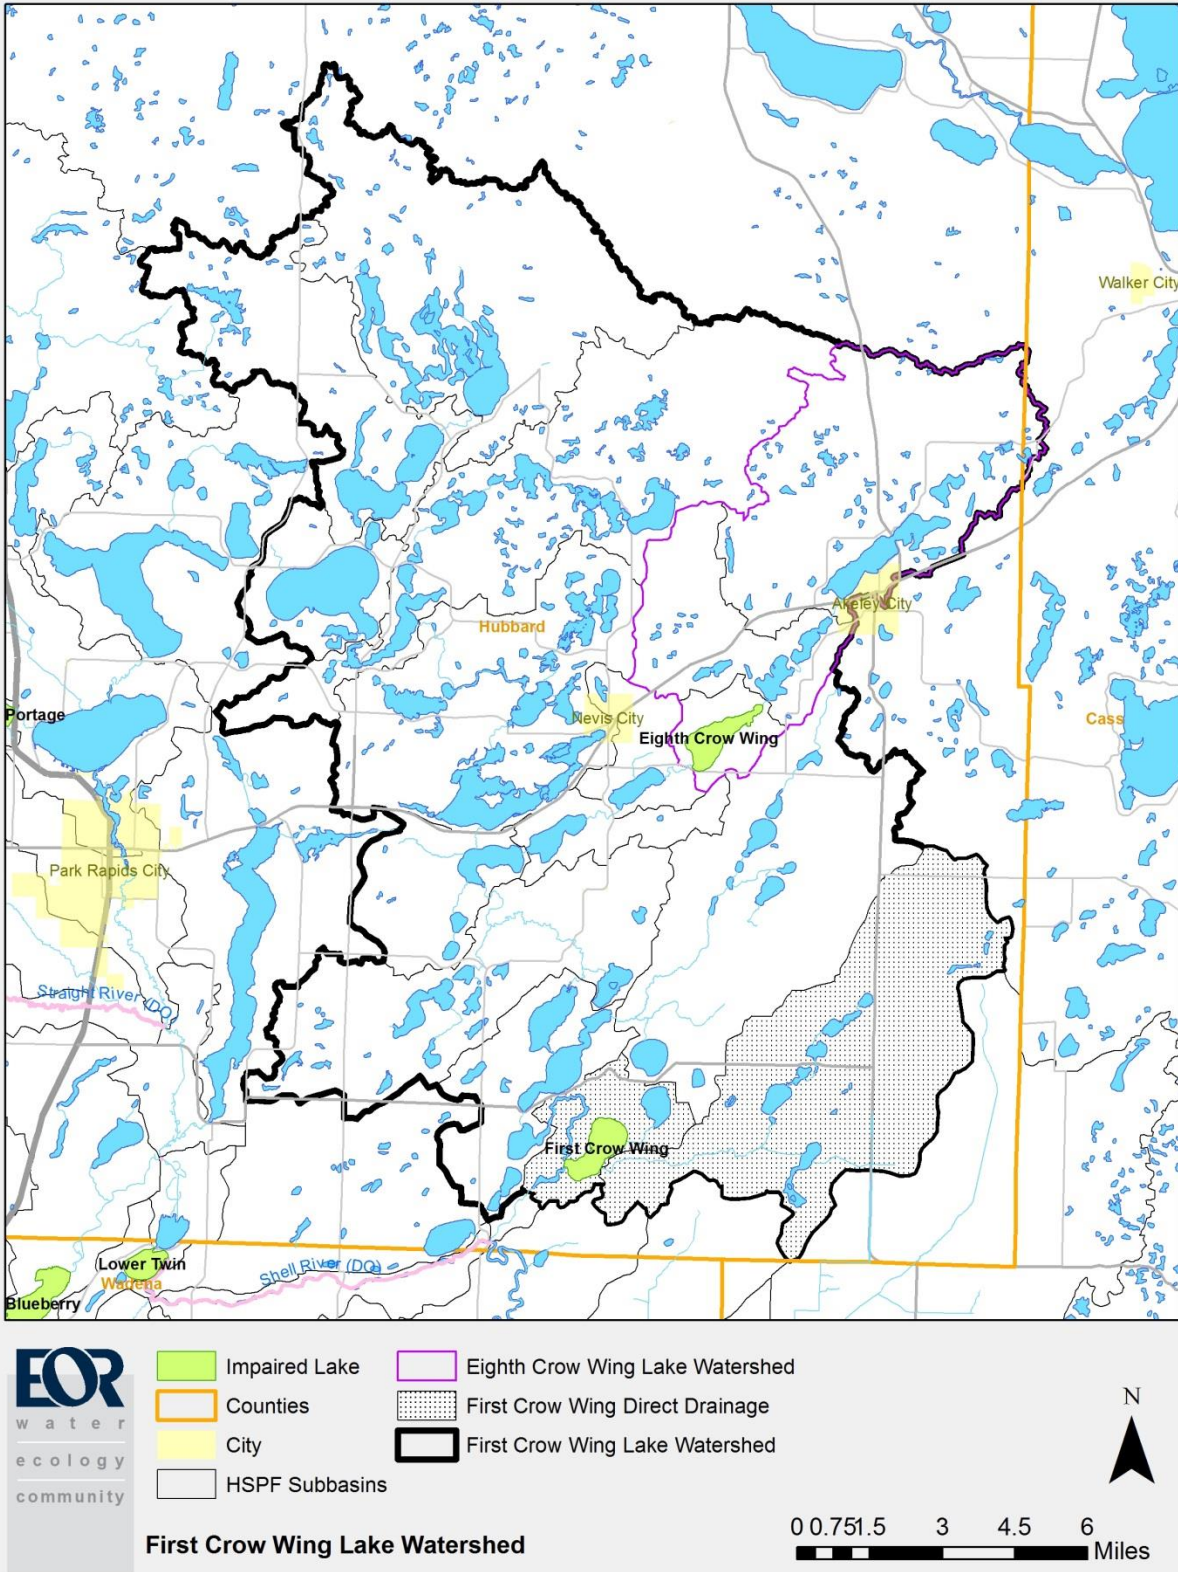 Walker City
Akeley City
Hubbard
Nevis City
Portage
Cass
Eighth Crow Wing
Park Rapids City
Straight River (DO)
First Crow Wing
Lower Twin
Wadena
Shell River (DO)
Blueberry
EOR
water
ecology
community
Impaired Lake
Counties
City
HSPF Subbasins
Eighth Crow Wing Lake Watershed
First Crow Wing Direct Drainage
First Crow Wing Lake Watershed
N
First Crow Wing Lake Watershed
0 0.75 1.5 3 4.5 6
Miles